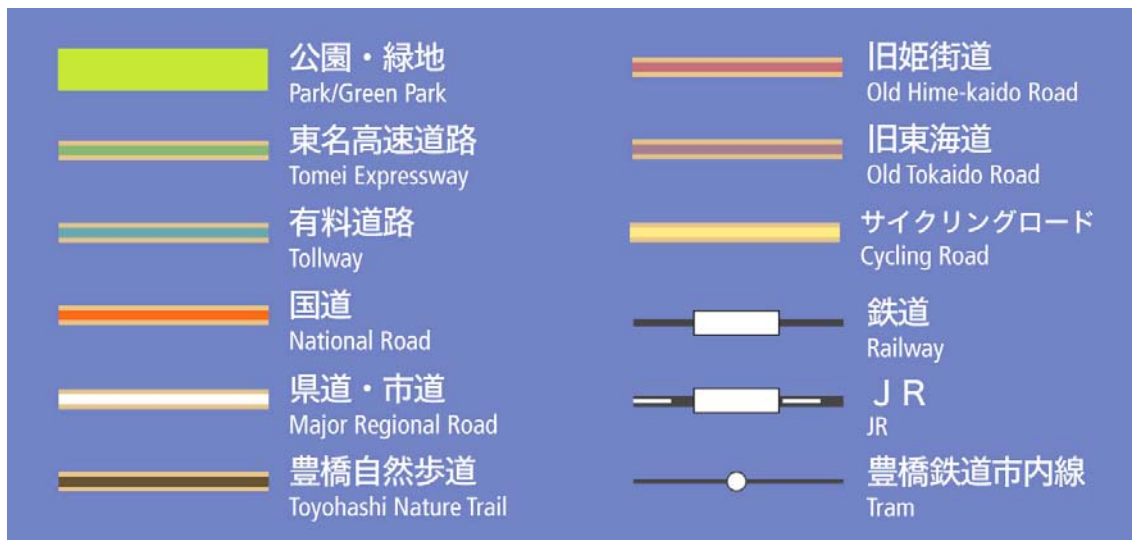 公園・緑地
Park/Green Park
東名高速道路
Tomei Expressway
有料道路
Tollway
国道
National Road
県道・市道
Major Regional Road
豊橋自然歩道
Toyohashi Nature Trail
旧姫街道
Old Hime-kaido Road
旧東海道
Old Tokaido Road
サイクリングロード
Cycling Road
鉄道
Railway
ＪＲ
JR
豊橋鉄道市内線
Tram